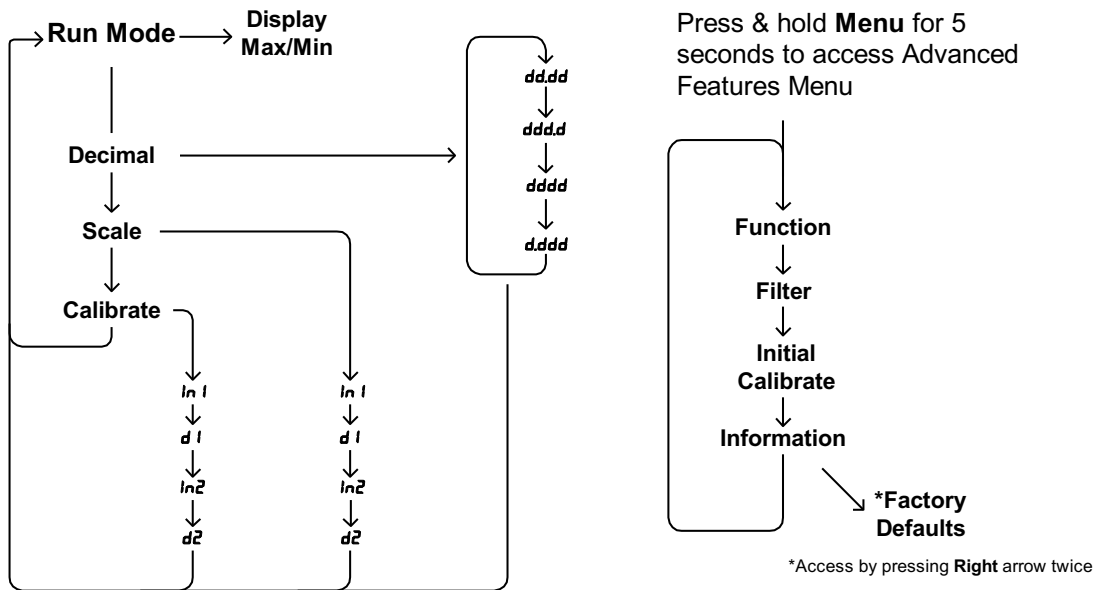 Run Mode
Display
Max/Min
Decimal
Scale
Calibrate
In 1
d 1
In2
d2
In 1
d 1
In2
d2
dd.dd
ddd.d
dddd
d.ddd
Press & hold Menu for 5
seconds to access Advanced
Features Menu
Function
Filter
Initial
Calibrate
Information
*Factory
Defaults
*Access by pressing Right arrow twice